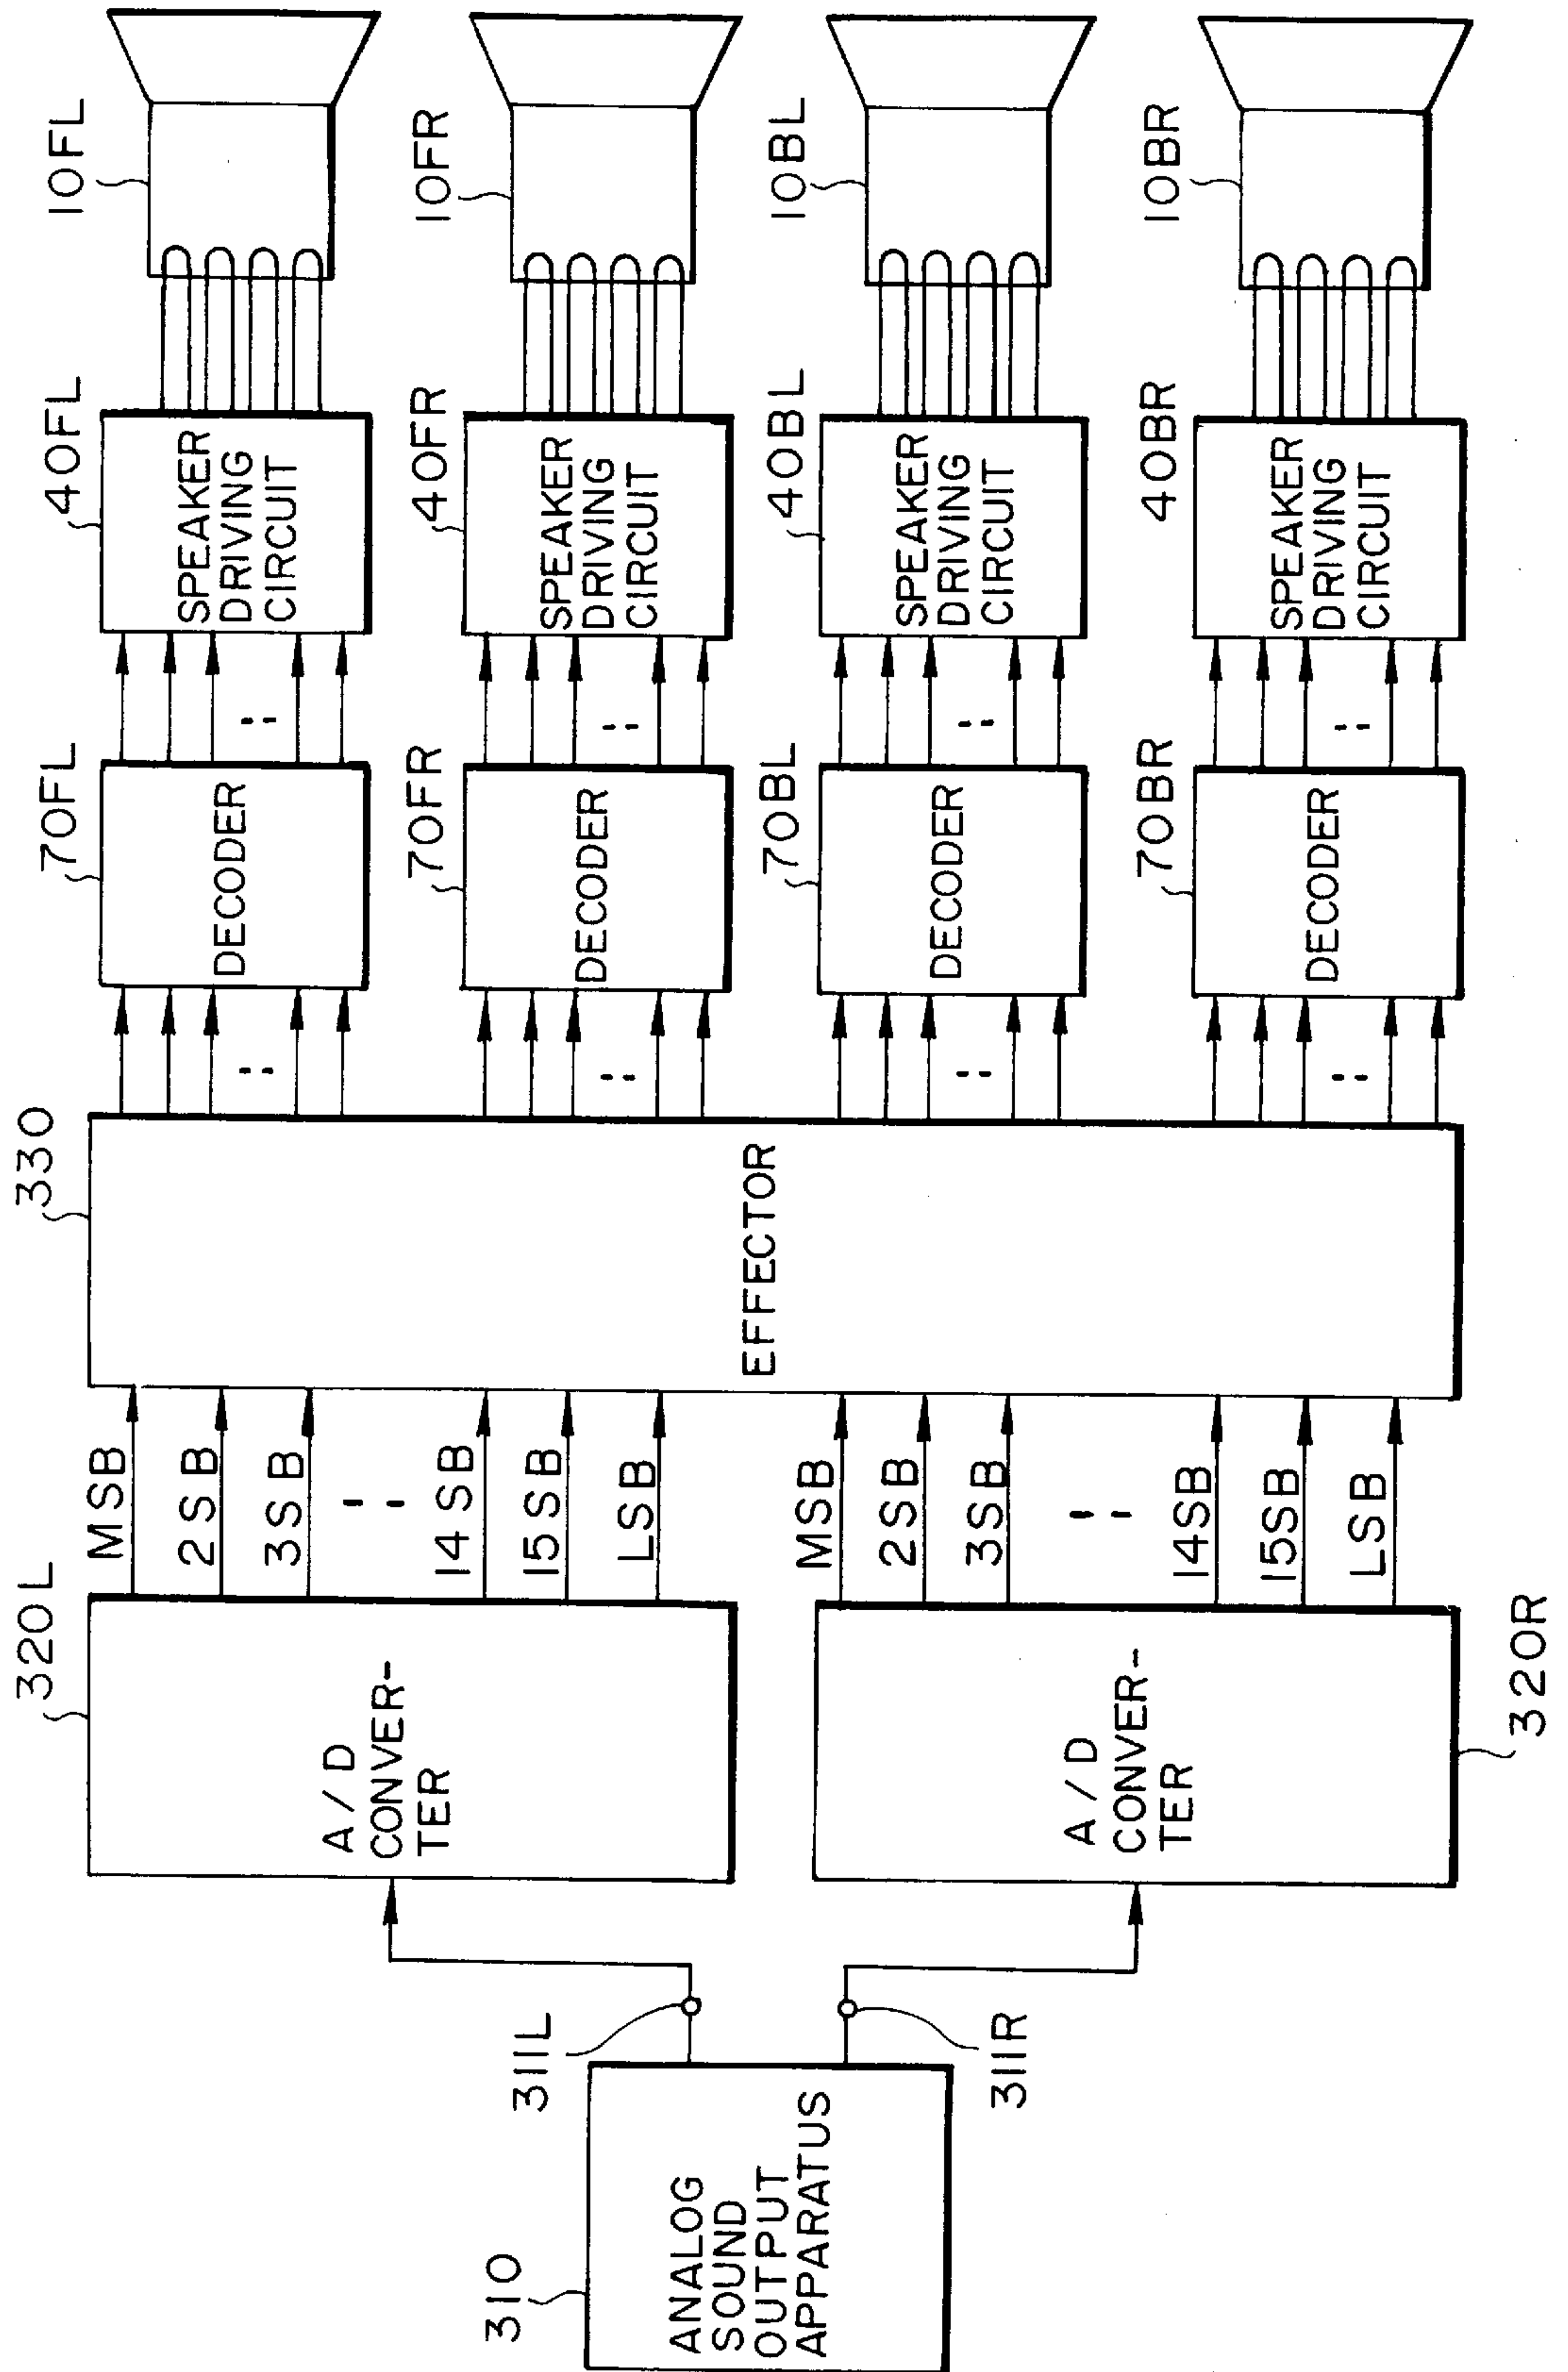 310
ANALOG
SOUND
OUTPUT
APPARATUS
311L
311R
320L
A/D
CONVER-
TER
A/D
CONVER-
TER
320R
MSB
2SB
3SB
14SB
15SB
LSB
MSB
2SB
3SB
14SB
15SB
LSB
330
EFFECTOR
70FL
DECODER
70FR
DECODER
70BL
DECODER
70BR
DECODER
40FL
SPEAKER
DRIVING
CIRCUIT
40FR
SPEAKER
DRIVING
CIRCUIT
40BL
SPEAKER
DRIVING
CIRCUIT
40BR
SPEAKER
DRIVING
CIRCUIT
10FL
10FR
10BL
10BR